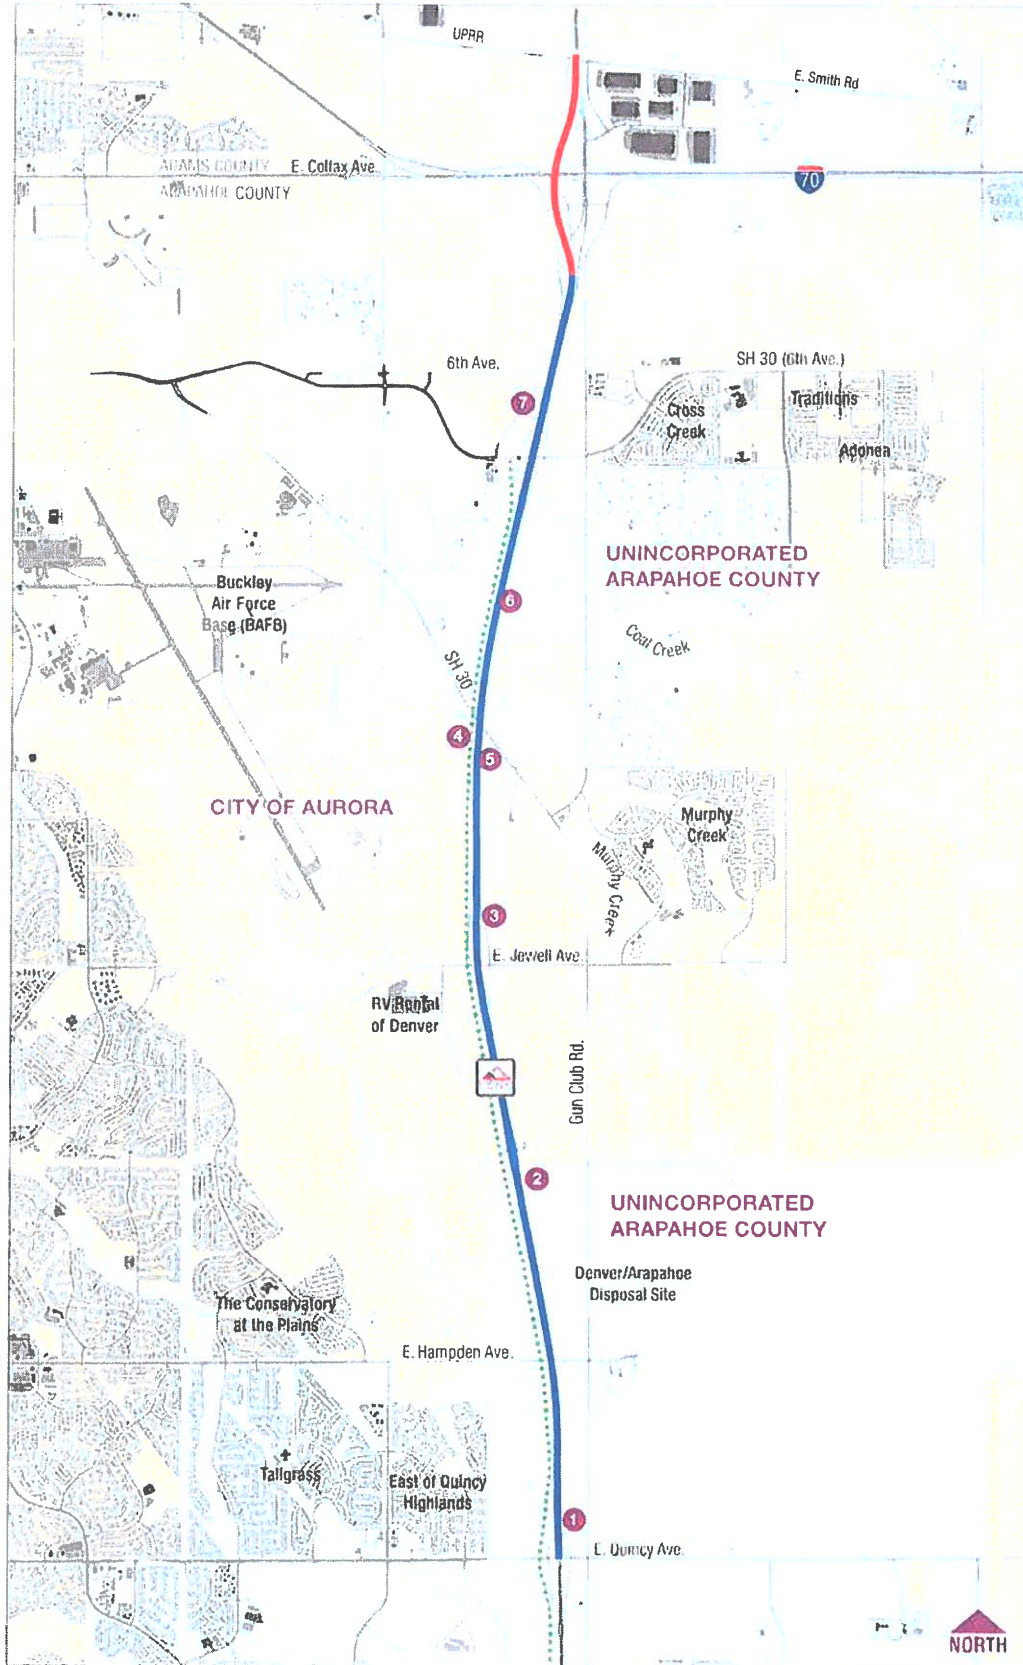 UPRR
E. Smith Rd
ADAMS COUNTY
E. Colfax Ave.
ARAPAHOE COUNTY
70
6th Ave.
SH 30 (6th Ave.)
7
Cross
Creek
Traditions
Adonea
UNINCORPORATED
ARAPAHOE COUNTY
Buckley
Air Force
Base (BAFB)
6
Coal Creek
SH 30
4
5
CITY OF AURORA
Murphy
Creek
Murphy Creek
3
E. Jewell Ave.
RV Rental
of Denver
Gun Club Rd.
2
UNINCORPORATED
ARAPAHOE COUNTY
Denver/Arapahoe
Disposal Site
The Conservatory
at the Plains
E. Hampden Ave.
Tallgrass
East of Quincy
Highlands
1
E. Quincy Ave.
NORTH